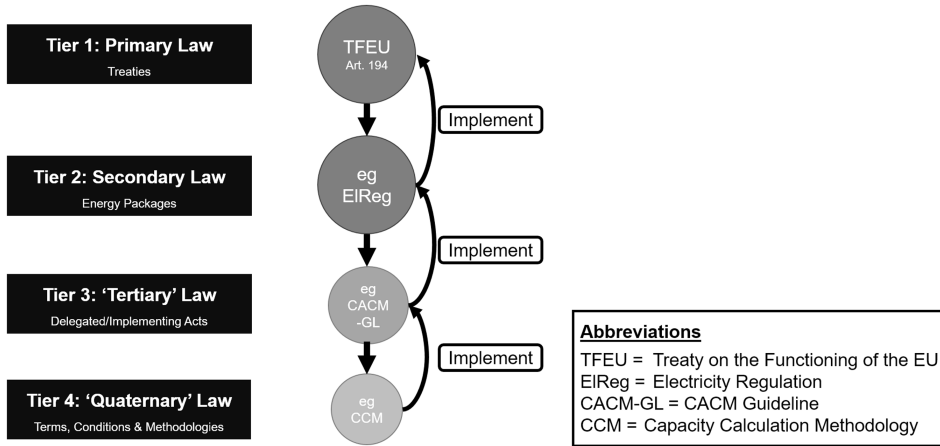 Tier 1: Primary Law
Treaties
TFEU
Art. 194
Implement
Tier 2: Secondary Law
Energy Packages
eg
ElReg
Implement
Tier 3: ‘Tertiary’ Law
Delegated/Implementing Acts
eg
CACM
-GL
Implement
Tier 4: ‘Quaternary’ Law
Terms, Conditions & Methodologies
eg
CCM
Abbreviations
TFEU = Treaty on the Functioning of the EU
ElReg = Electricity Regulation
CACM-GL = CACM Guideline
CCM = Capacity Calculation Methodology